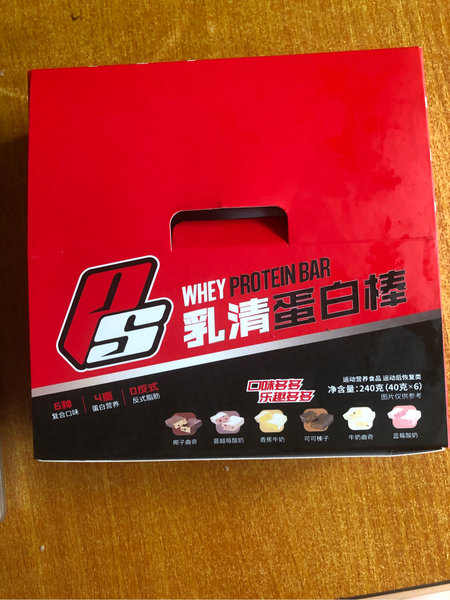 WHEY PROTEIN BAR
PS
乳清蛋白棒
6种
复合口味
4重
蛋白营养
0反式
反式脂肪
口味多多
乐趣多多
运动营养食品 运动后恢复类
净含量:240克(40克×6)
图片仅供参考
椰子曲奇
蔓越莓酸奶
香蕉牛奶
可可榛子
牛奶曲奇
蓝莓酸奶